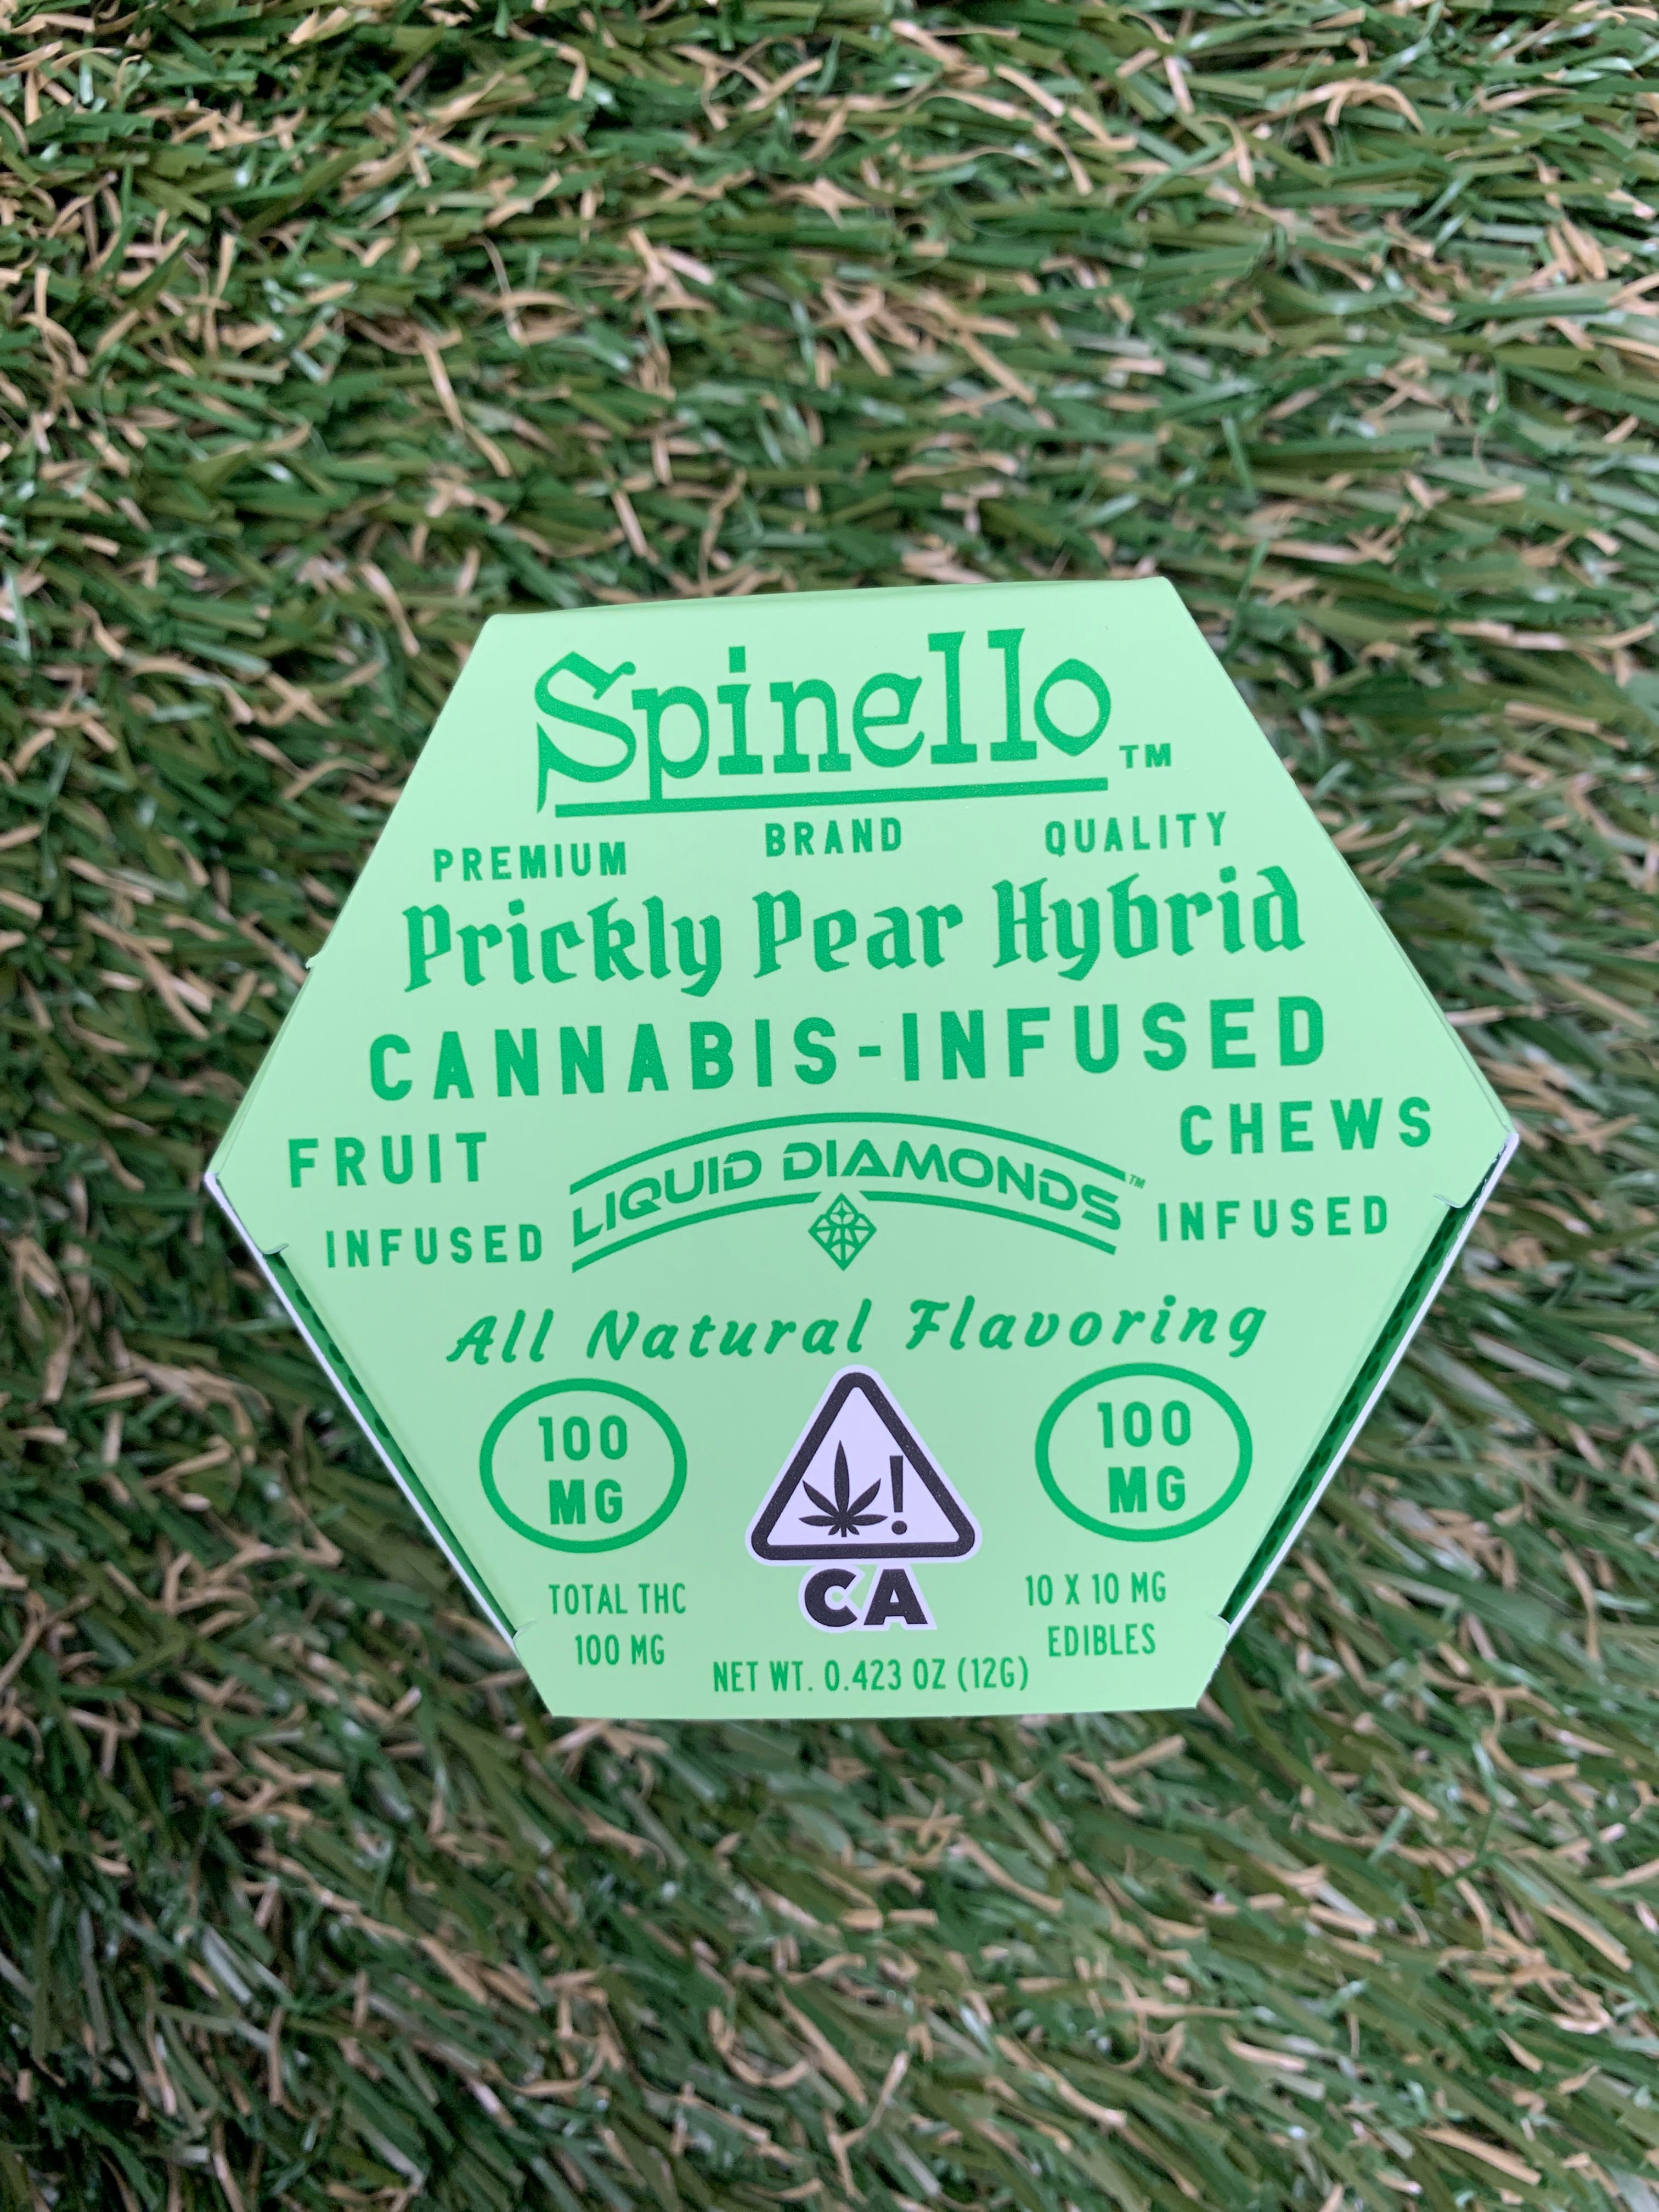 Spinello™
PREMIUM BRAND QUALITY
Prickly Pear Hybrid
CANNABIS-INFUSED
FRUIT CHEWS
INFUSED LIQUID DIAMONDS™ INFUSED
All Natural Flavoring
100 MG
100 MG
CA
TOTAL THC
100 MG
10 X 10 MG
EDIBLES
NET WT. 0.423 OZ (12G)